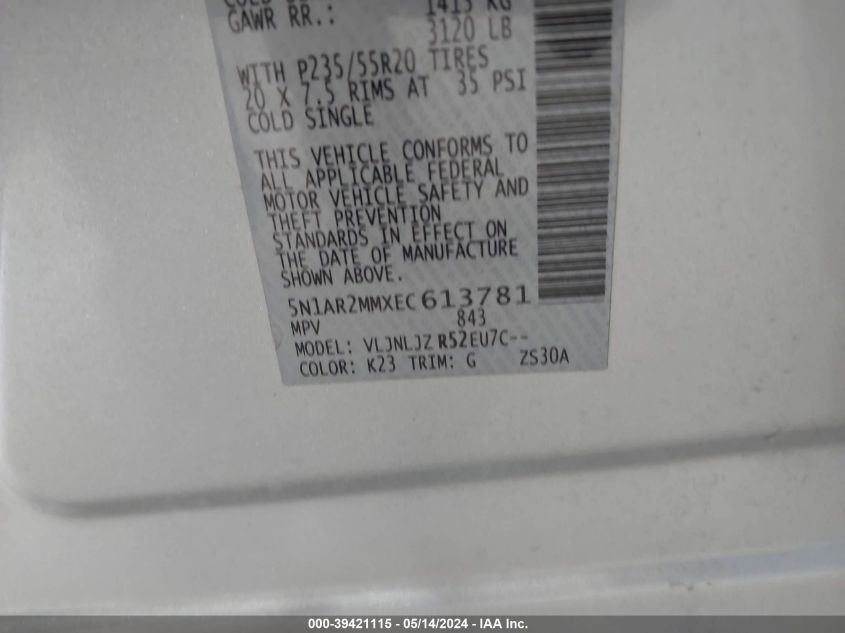 GAWR RR.: 1415 KG
3120 LB
WITH P235/55R20 TIRES
20 X 7.5 RIMS AT 35 PSI
COLD SINGLE
THIS VEHICLE CONFORMS TO
ALL APPLICABLE FEDERAL
MOTOR VEHICLE SAFETY AND
THEFT PREVENTION
STANDARDS IN EFFECT ON
THE DATE OF MANUFACTURE
SHOWN ABOVE.
5N1AR2MMXEC613781
MPV 843
MODEL: VLJNLJZ R52EU7C--
COLOR: K23 TRIM: G ZS30A
000-39421115 - 05/14/2024 - IAA Inc.